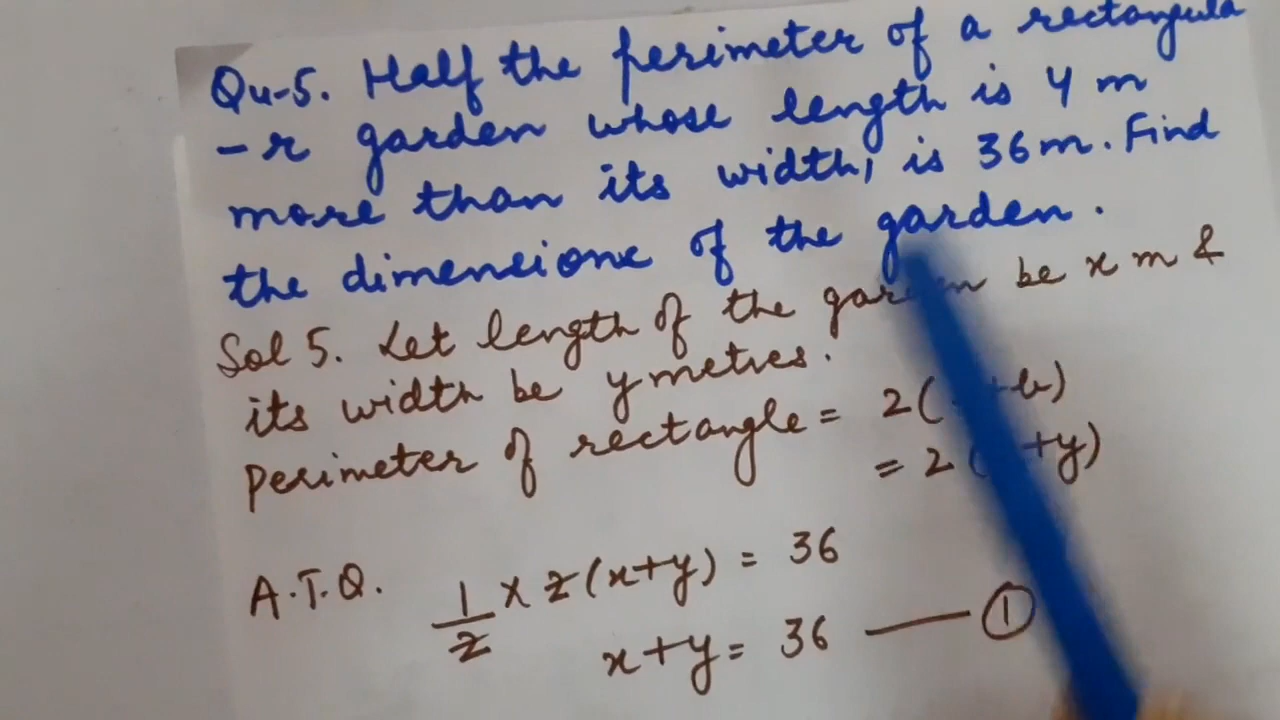 Qu-5. Half the perimeter of a rectangula
-r garden whose length is 4 m
more than its width, is 36m. Find
the dimensions of the garden.
Sol 5. Let length of the garden be x m &
its width be y metres.
Perimeter of rectangle = 2( +b)
= 2( +y)
A.T.Q. 1/2 × 2(x+y) = 36
x+y = 36 —— ①